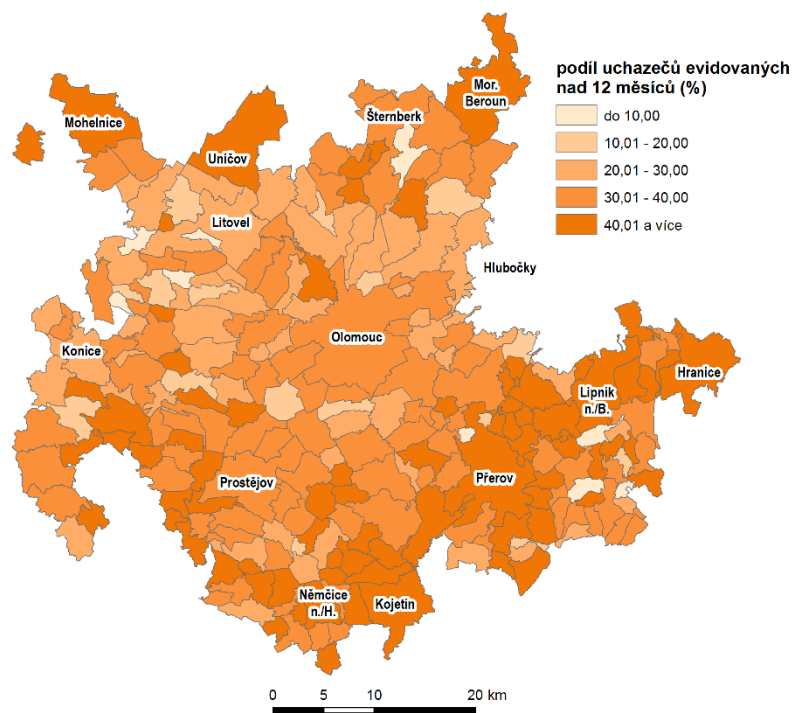 podíl uchazečů evidovaných
nad 12 měsíců (%)
do 10,00
10,01 - 20,00
20,01 - 30,00
30,01 - 40,00
40,01 a více
Mor.
Beroun
Šternberk
Mohelnice
Uničov
Litovel
Hlubočky
Olomouc
Konice
Hranice
Lipník
n./B.
Přerov
Prostějov
Němčice
n./H.
Kojetín
0 5 10 20 km